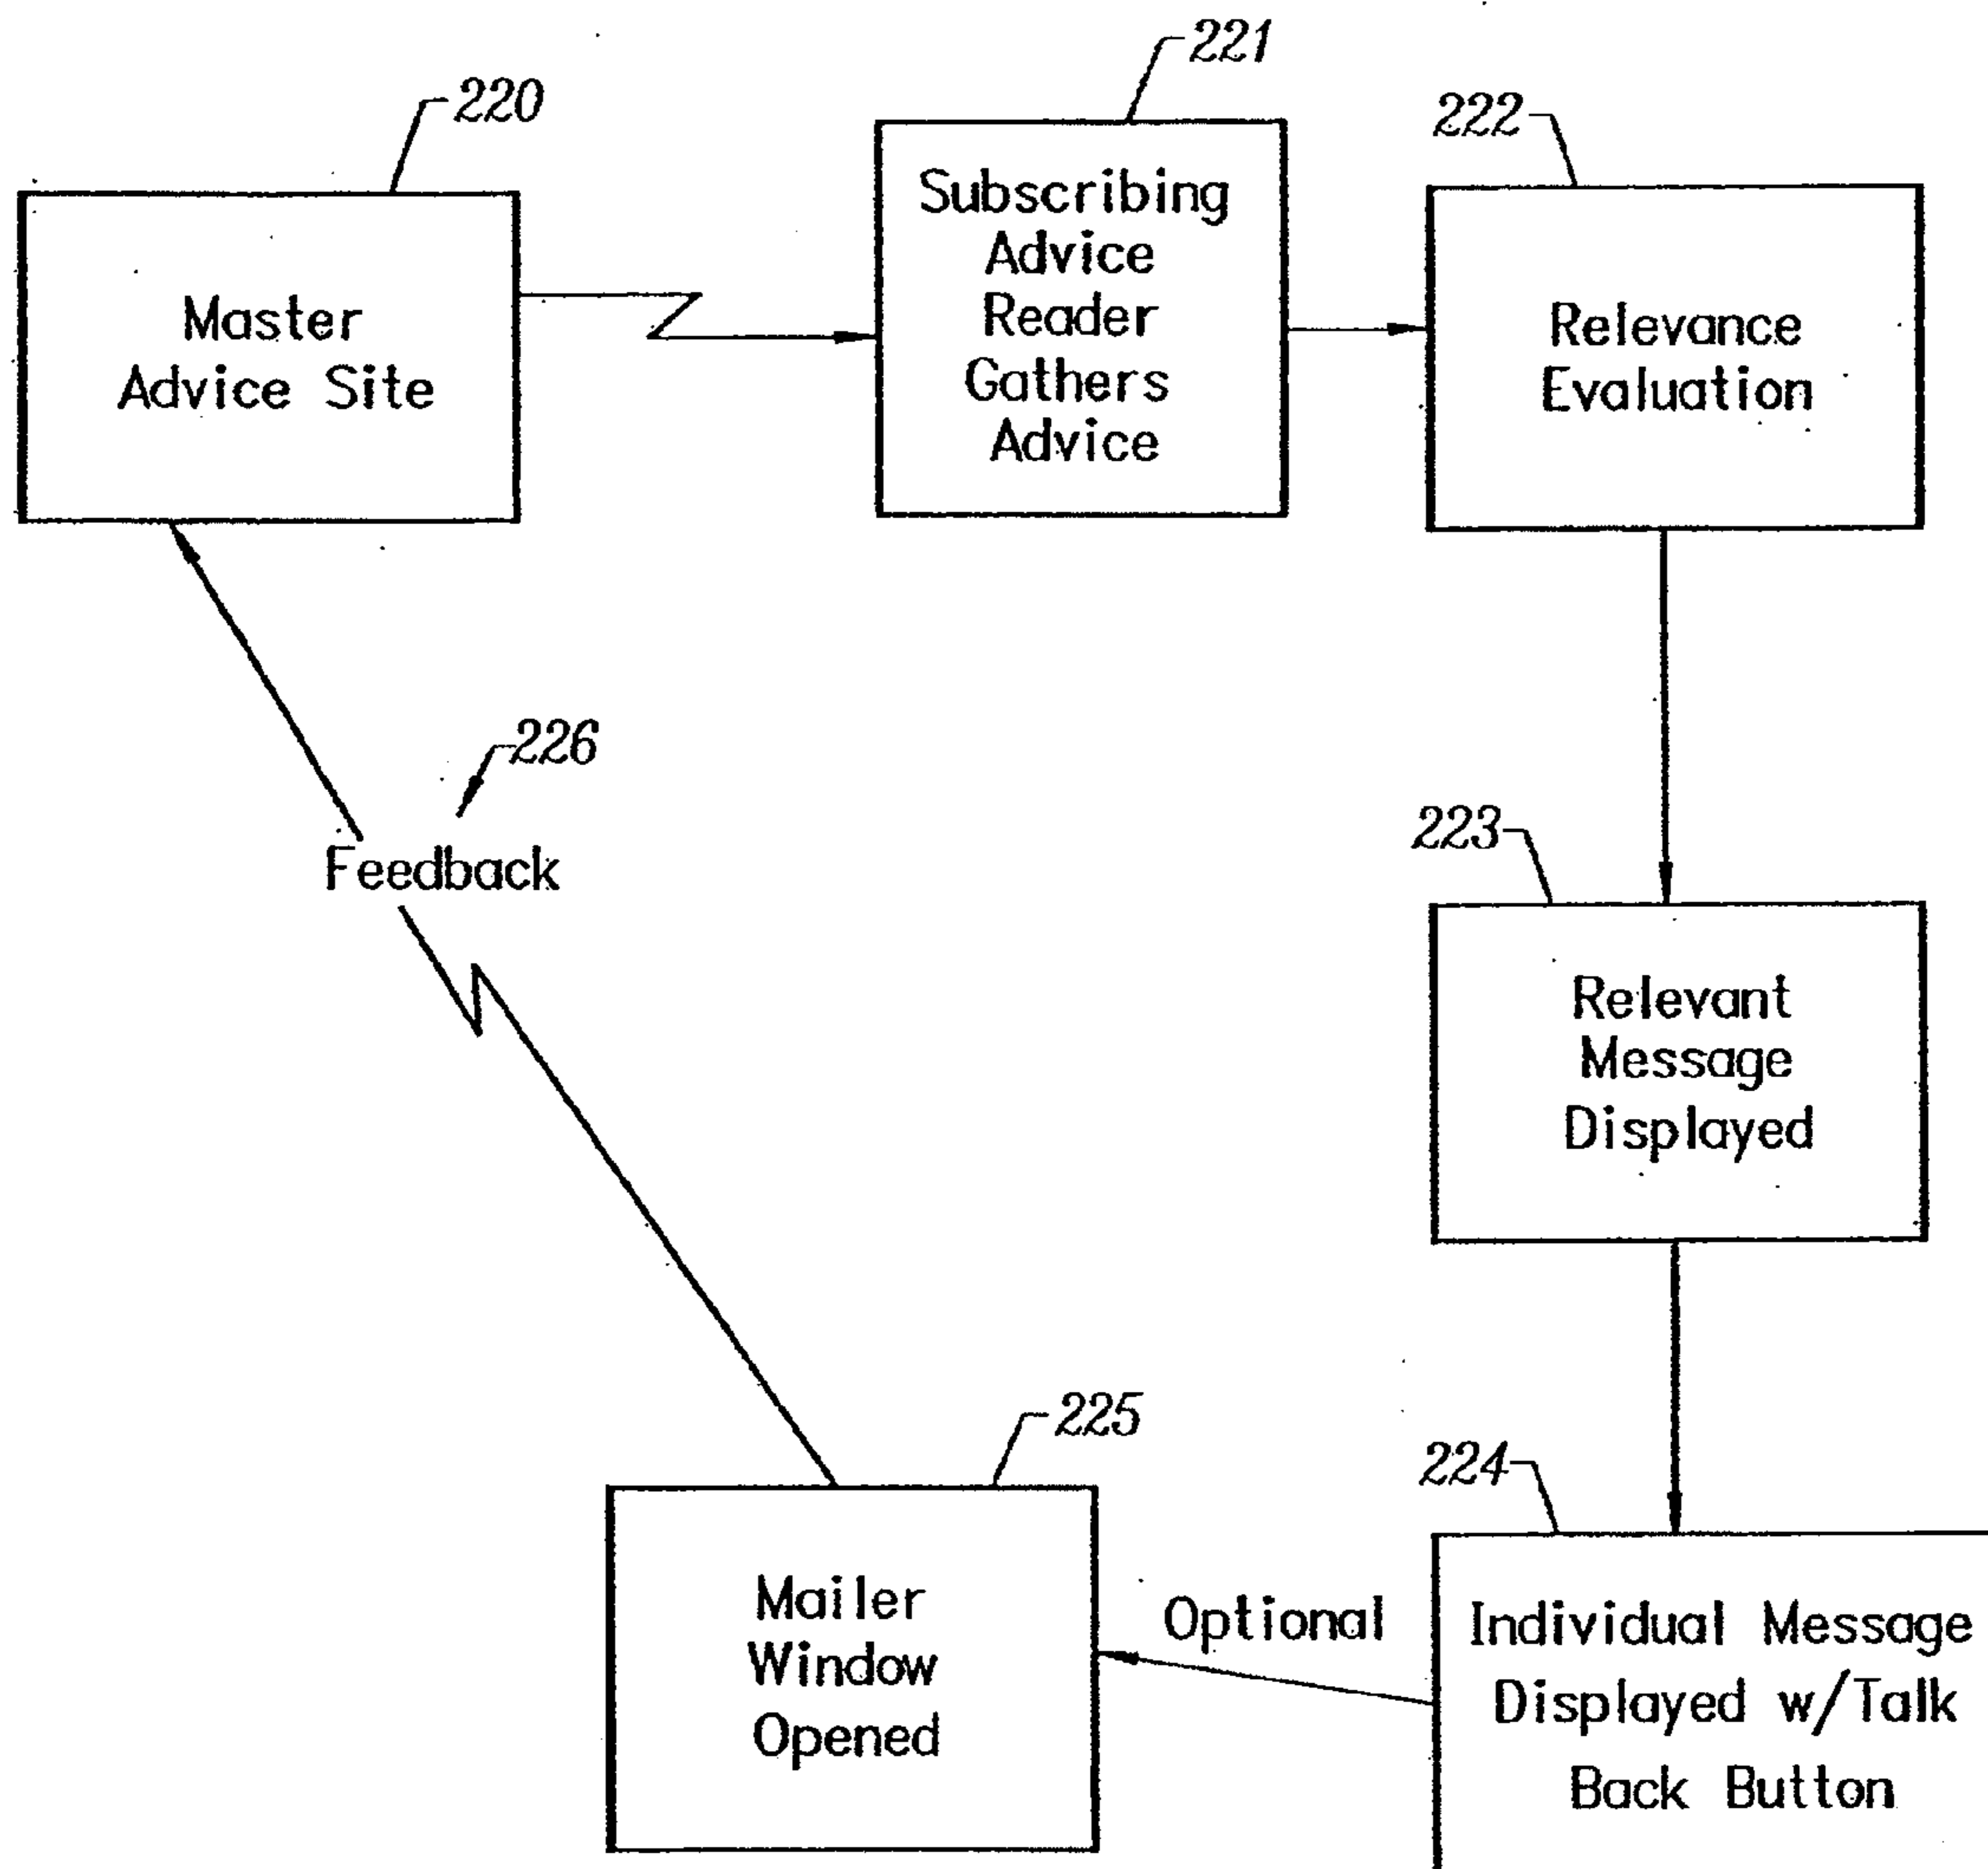 220
Master
Advice Site
221
Subscribing
Advice
Reader
Gathers
Advice
222
Relevance
Evaluation
223
Relevant
Message
Displayed
224
Individual Message
Displayed w/Talk
Back Button
Optional
225
Mailer
Window
Opened
226
Feedback